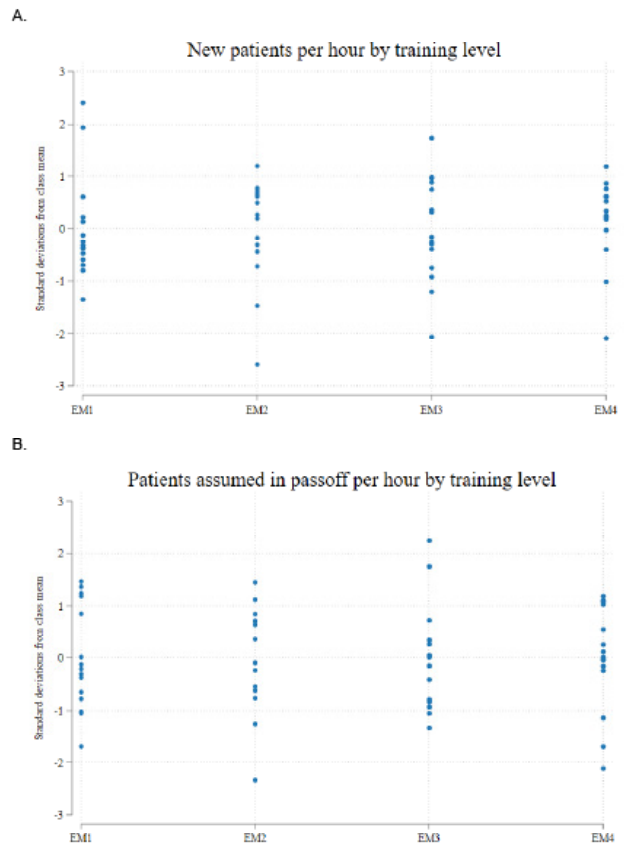 A.
New patients per hour by training level
Standard deviations from class mean
3
2
1
0
-1
-2
-3
EM1 EM2 EM3 EM4
B.
Patients assumed in passoff per hour by training level
Standard deviations from class mean
3
2
1
0
-1
-2
-3
EM1 EM2 EM3 EM4